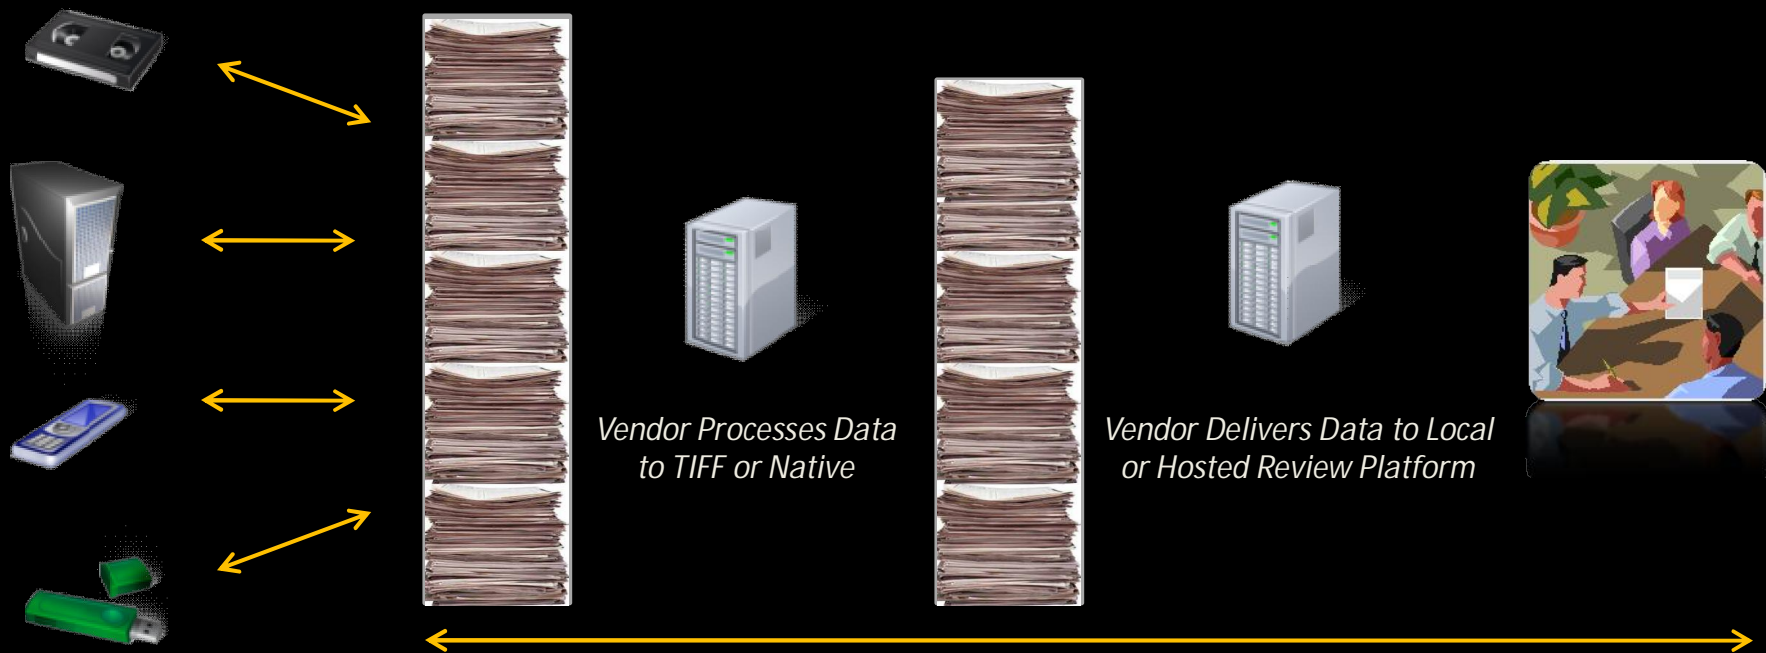 Vendor Processes Data
to TIFF or Native
Vendor Delivers Data to Local
or Hosted Review Platform